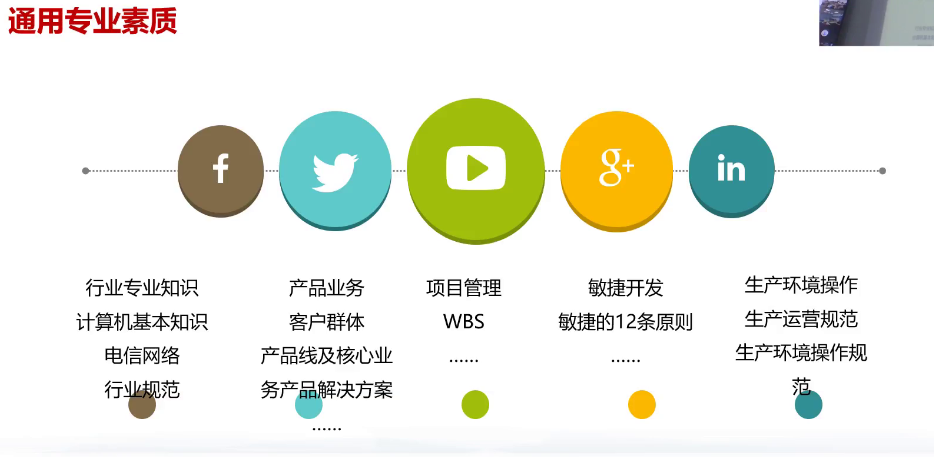 通用专业素质
f
g+
in
行业专业知识
计算机基本知识
电信网络
行业规范
产品业务
客户群体
产品线及核心业
务产品解决方案
……
项目管理
WBS
……
敏捷开发
敏捷的12条原则
……
生产环境操作
生产运营规范
生产环境操作规
范